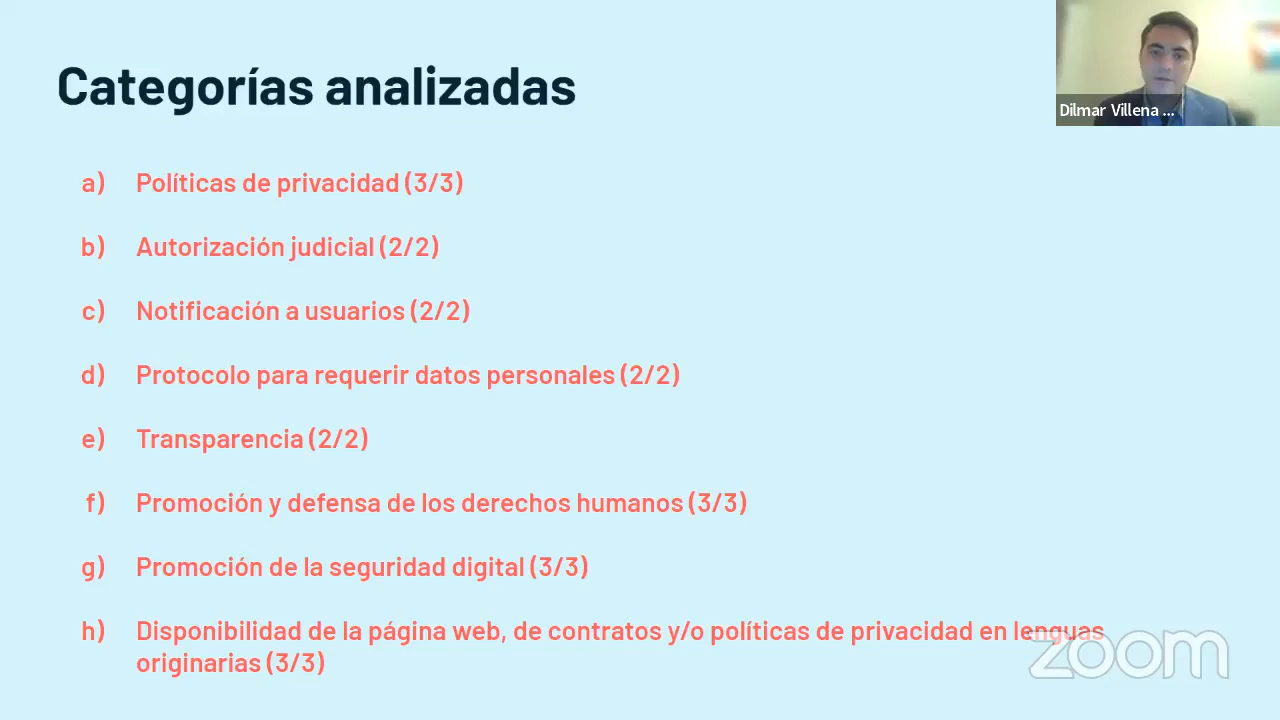 Categorías analizadas
Dilmar Villena ...
a) Políticas de privacidad (3/3)
b) Autorización judicial (2/2)
c) Notificación a usuarios (2/2)
d) Protocolo para requerir datos personales (2/2)
e) Transparencia (2/2)
f) Promoción y defensa de los derechos humanos (3/3)
g) Promoción de la seguridad digital (3/3)
h) Disponibilidad de la página web, de contratos y/o políticas de privacidad en lenguas
originarias (3/3)
zoom